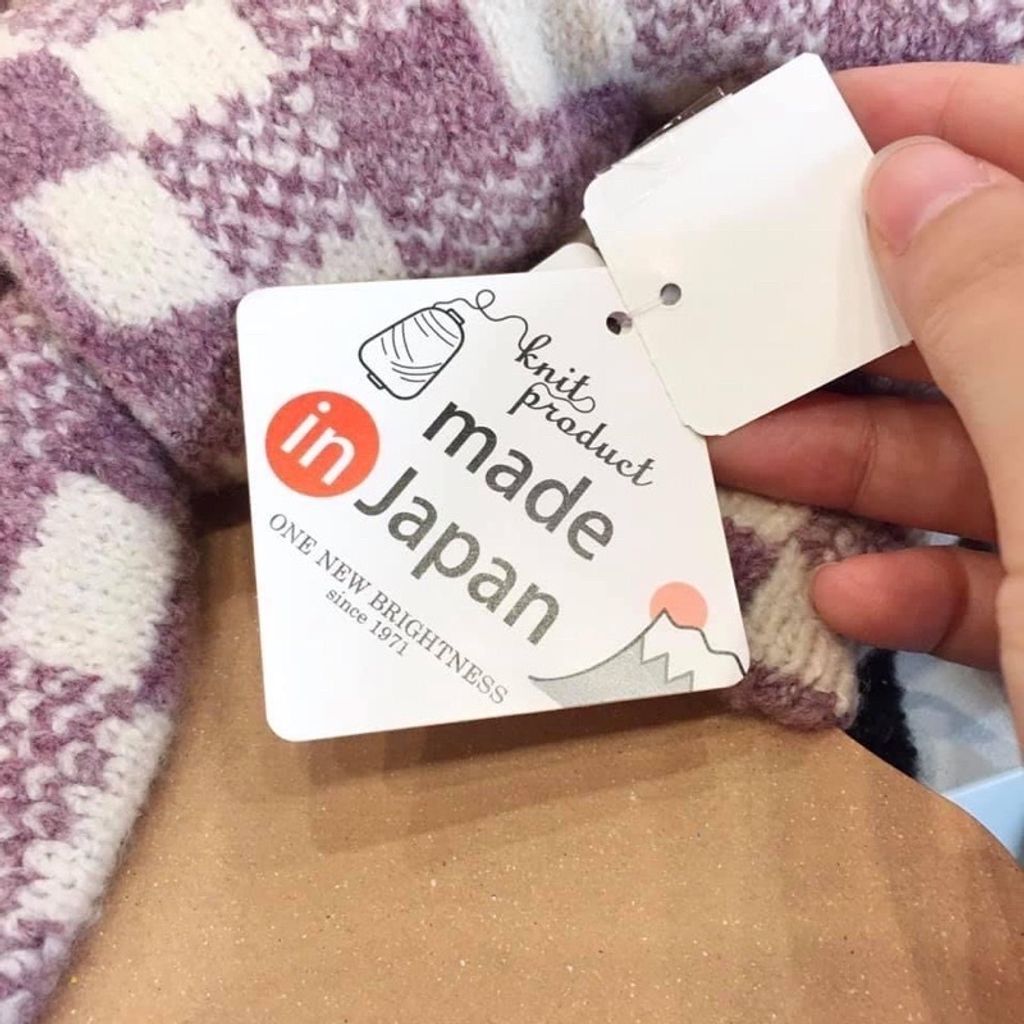 knit
product
made
in Japan
ONE NEW BRIGHTNESS
since 1971